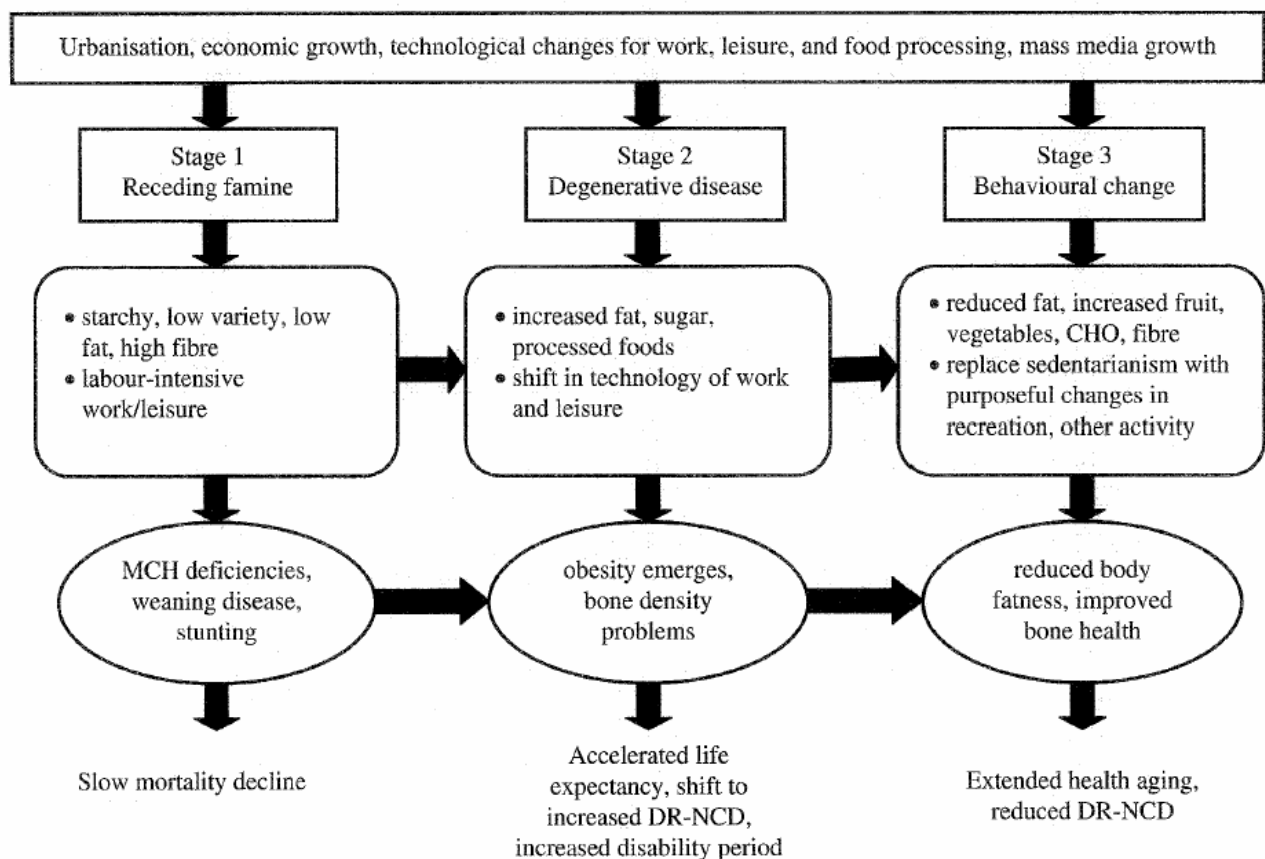 Urbanisation, economic growth, technological changes for work, leisure, and food processing, mass media growth
Stage 1
Receding famine
Stage 2
Degenerative disease
Stage 3
Behavioural change
• starchy, low variety, low
fat, high fibre
• labour-intensive
work/leisure
• increased fat, sugar,
processed foods
• shift in technology of work
and leisure
• reduced fat, increased fruit,
vegetables, CHO, fibre
• replace sedentarianism with
purposeful changes in
recreation, other activity
MCH deficiencies,
weaning disease,
stunting
obesity emerges,
bone density
problems
reduced body
fatness, improved
bone health
Slow mortality decline
Accelerated life
expectancy, shift to
increased DR-NCD,
increased disability period
Extended health aging,
reduced DR-NCD